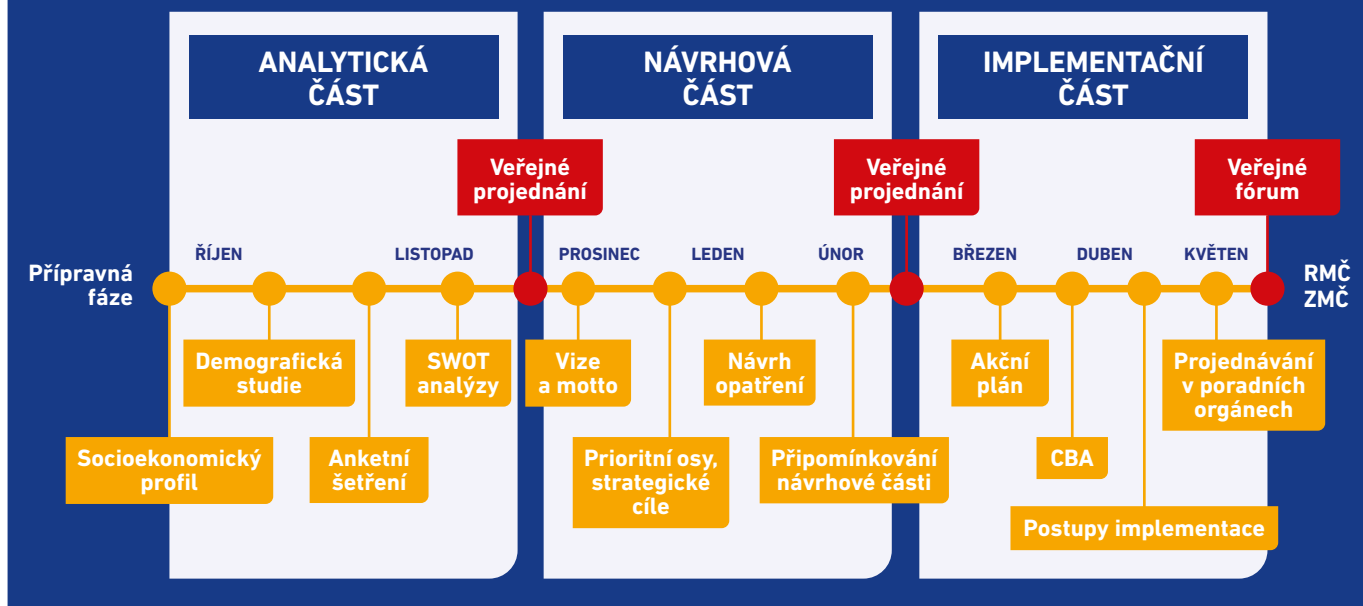 ANALYTICKÁ
ČÁST
NÁVRHOVÁ
ČÁST
IMPLEMENTAČNÍ
ČÁST
Veřejné
projednání
Veřejné
projednání
Veřejné
fórum
ŘÍJEN
LISTOPAD
PROSINEC
LEDEN
ÚNOR
BŘEZEN
DUBEN
KVĚTEN
Přípravná
fáze
RMČ
ZMČ
Demografická
studie
SWOT
analýzy
Vize
a motto
Návrh
opatření
Akční
plán
Projednávání
v poradních
orgánech
Socioekonomický
profil
Anketní
šetření
Prioritní osy,
strategické
cíle
Připomínkování
návrhové části
CBA
Postupy implementace